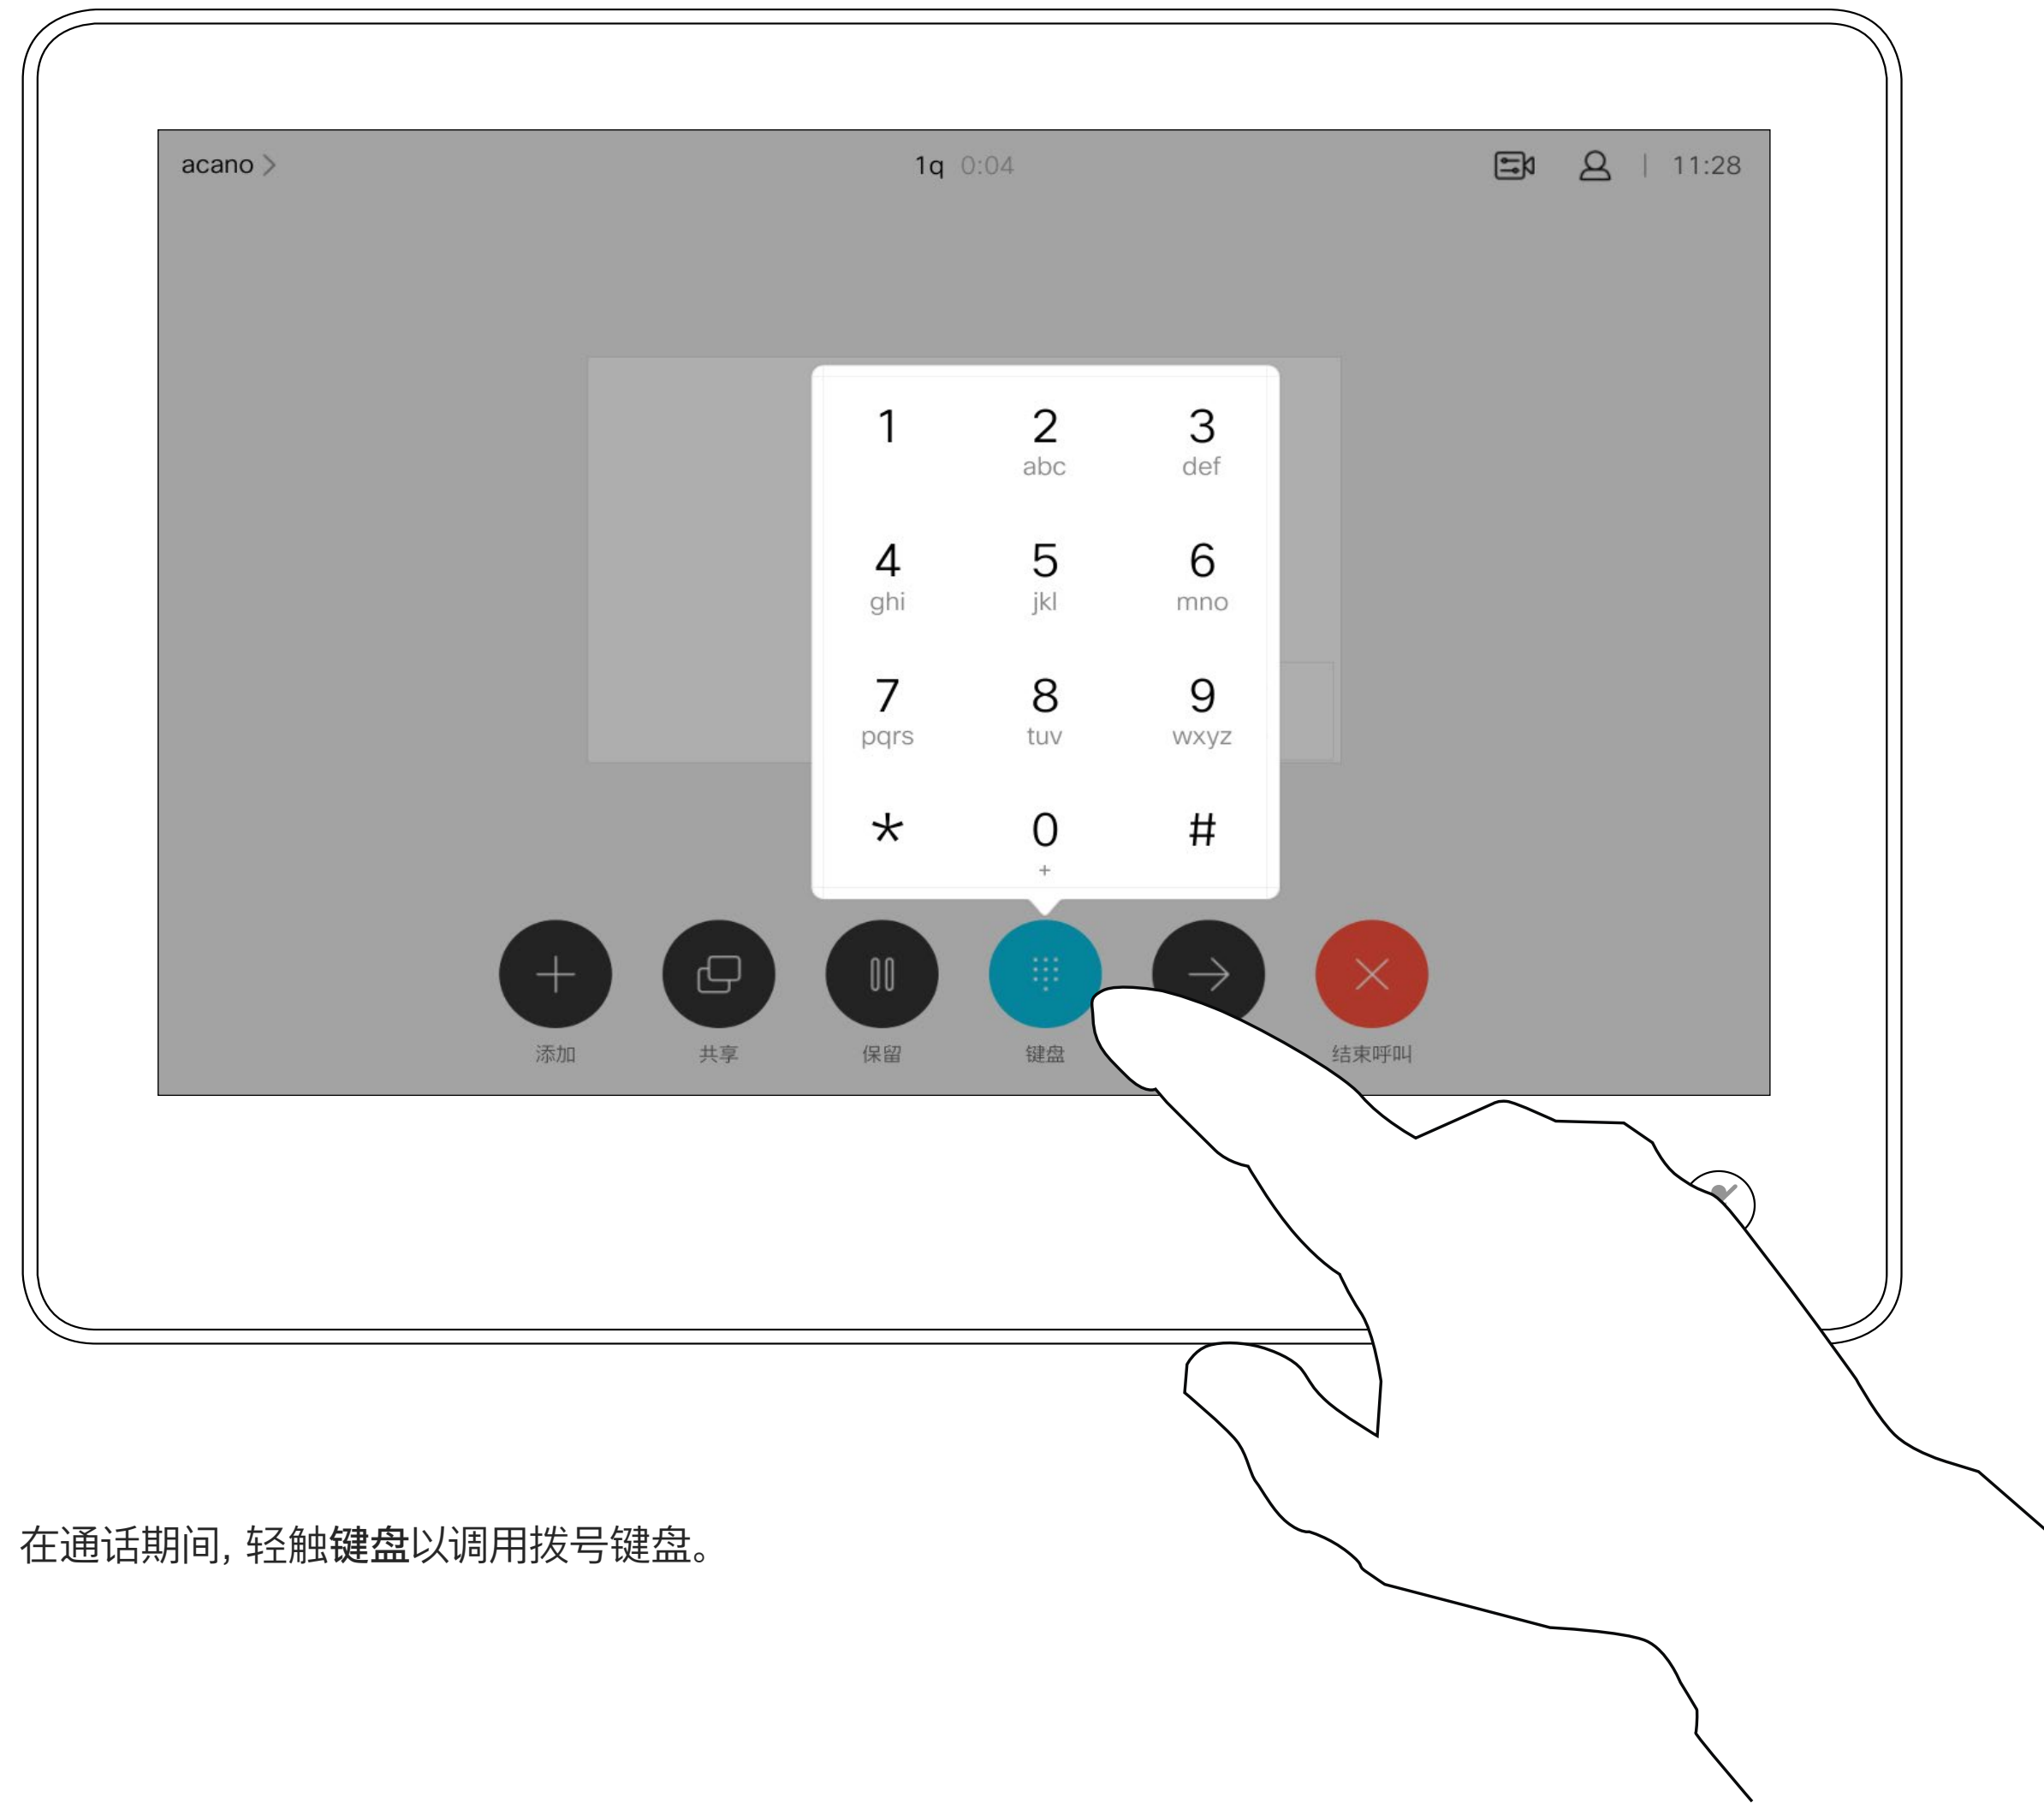 acano
1q 0:04
11:28
1 2 3
abc def
4 5 6
ghi jkl mno
7 8 9
pqrs tuv wxyz
* 0 #
+
添加 共享 保留 键盘 结束呼叫
在通话期间, 轻触键盘以调用拨号键盘。